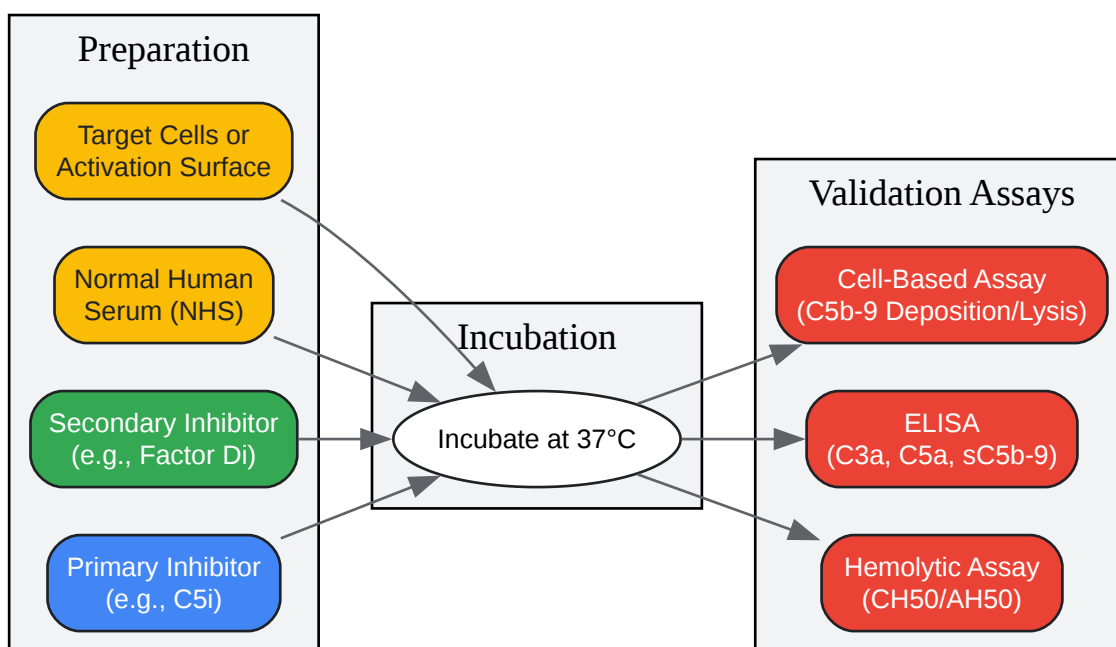 Preparation
Target Cells or
Activation Surface
Normal Human
Serum (NHS)
Secondary Inhibitor
(e.g., Factor Di)
Primary Inhibitor
(e.g., C5i)
Incubation
Incubate at 37°C
Validation Assays
Cell-Based Assay
(C5b-9 Deposition/Lysis)
ELISA
(C3a, C5a, sC5b-9)
Hemolytic Assay
(CH50/AH50)